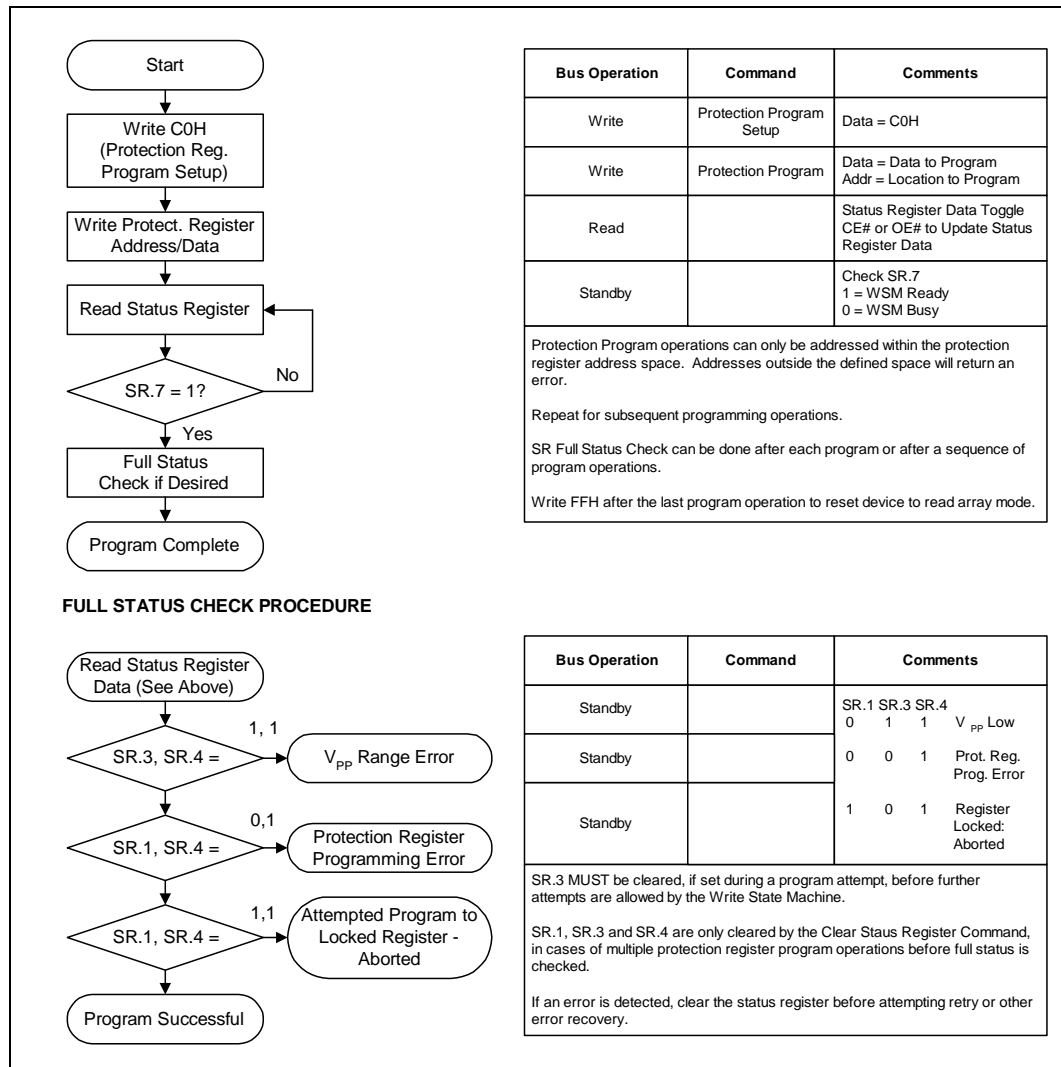 Start
Write C0H
(Protection Reg.
Program Setup)
Write Protect. Register
Address/Data
Read Status Register
No
SR.7 = 1?
Yes
Full Status
Check if Desired
Program Complete
Bus Operation Command Comments
Write Protection Program
Setup Data = C0H
Write Protection Program Data = Data to Program
Addr = Location to Program
Read Status Register Data Toggle
CE# or OE# to Update Status
Register Data
Standby Check SR.7
1 = WSM Ready
0 = WSM Busy
Protection Program operations can only be addressed within the protection
register address space. Addresses outside the defined space will return an
error.
Repeat for subsequent programming operations.
SR Full Status Check can be done after each program or after a sequence of
program operations.
Write FFH after the last program operation to reset device to read array mode.
FULL STATUS CHECK PROCEDURE
Read Status Register
Data (See Above)
1, 1
SR.3, SR.4 =
VPP Range Error
0,1
SR.1, SR.4 =
Protection Register
Programming Error
1,1
SR.1, SR.4 =
Attempted Program to
Locked Register -
Aborted
Program Successful
Bus Operation Command Comments
Standby SR.1 SR.3 SR.4
0 1 1 V PP Low
Standby 0 0 1 Prot. Reg.
Prog. Error
Standby 1 0 1 Register
Locked:
Aborted
SR.3 MUST be cleared, if set during a program attempt, before further
attempts are allowed by the Write State Machine.
SR.1, SR.3 and SR.4 are only cleared by the Clear Staus Register Command,
in cases of multiple protection register program operations before full status is
checked.
If an error is detected, clear the status register before attempting retry or other
error recovery.